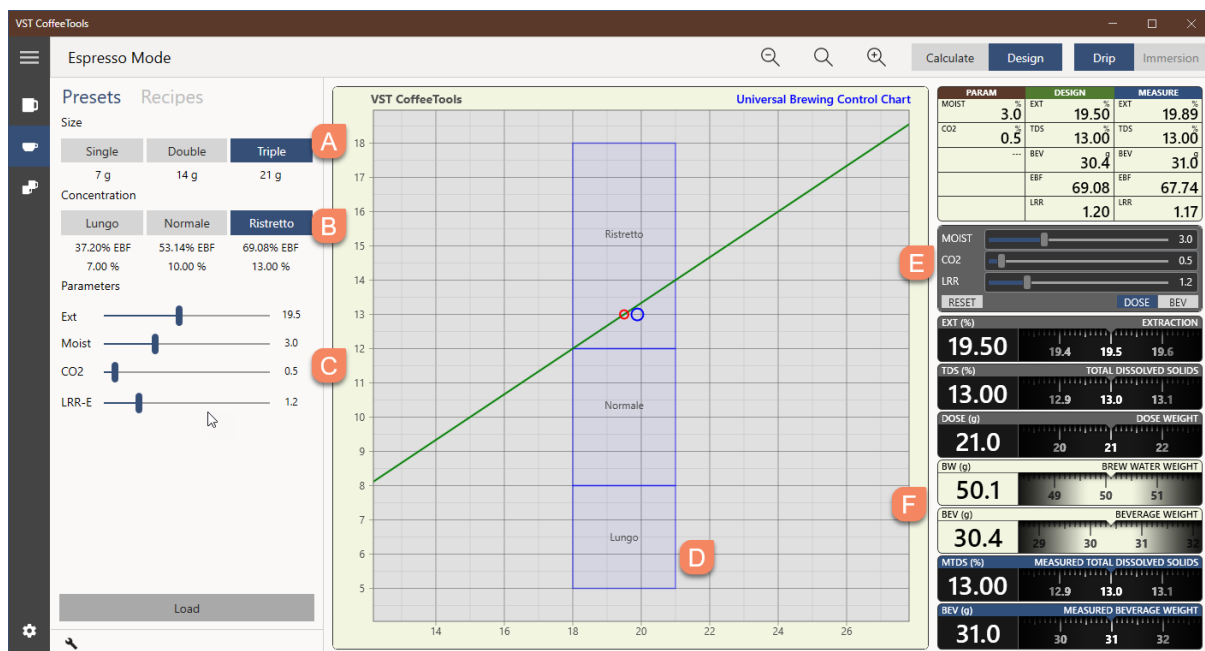 VST CoffeeTools
Espresso Mode
Calculate Design Drip Immersion
Presets Recipes
Size
Single Double Triple
7 g 14 g 21 g
A
Concentration
Lungo Normale Ristretto
37.20% EBF 53.14% EBF 69.08% EBF
7.00 % 10.00 % 13.00 %
B
Parameters
Ext 19.5
Moist 3.0
CO2 0.5
C
LRR-E 1.2
Load
VST CoffeeTools Universal Brewing Control Chart
18
17
16
15
14
13
12
11
10
9
8
7
6
5
Ristretto
Normale
Lungo
D
14 16 18 20 22 24 26
PARAM DESIGN MEASURE
MOIST % 3.0 EXT % 19.50 EXT % 19.89
CO2 % 0.5 TDS % 13.00 TDS % 13.00
--- BEV g 30.4 BEV g 31.0
EBF 69.08 EBF 67.74
LRR 1.20 LRR 1.17
E
MOIST 3.0
CO2 0.5
LRR 1.2
RESET DOSE BEV
EXT (%) EXTRACTION
19.50 19.4 19.5 19.6
TDS (%) TOTAL DISSOLVED SOLIDS
13.00 12.9 13.0 13.1
DOSE (g) DOSE WEIGHT
21.0 20 21 22
BW (g) BREW WATER WEIGHT
50.1 49 50 51
F
BEV (g) BEVERAGE WEIGHT
30.4 29 30 31 32
MTDS (%) MEASURED TOTAL DISSOLVED SOLIDS
13.00 12.9 13.0 13.1
BEV (g) MEASURED BEVERAGE WEIGHT
31.0 30 31 32